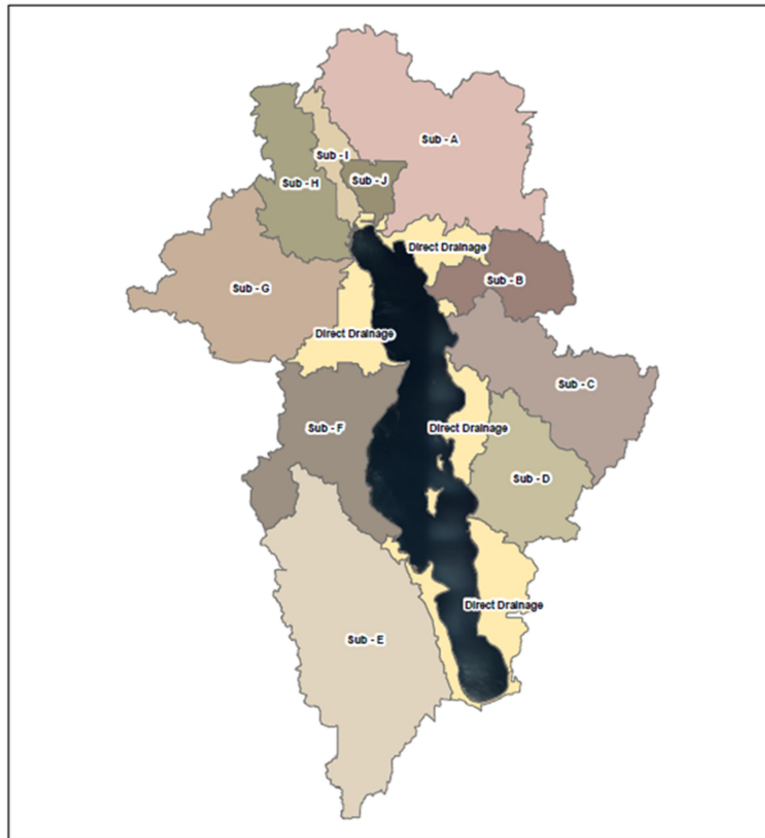 Sub - A
Sub - I
Sub - J
Sub - H
Direct Drainage
Sub - B
Sub - G
Direct Drainage
Sub - C
Sub - F
Direct Drainage
Sub - D
Direct Drainage
Sub - E